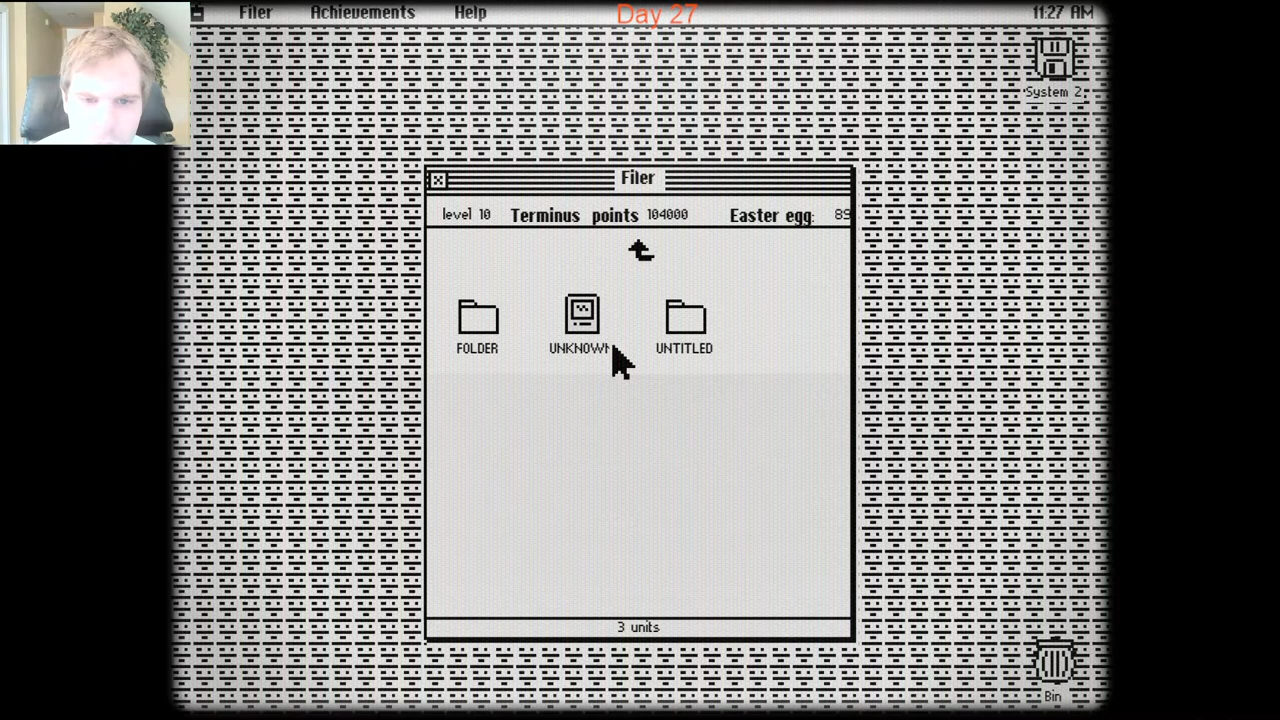 Filer Achievements Help Day 27 11:27 AM
System 2
Filer
level 10 Terminus points 104000 Easter egg: 89
FOLDER UNKNOWN UNTITLED
3 units
Bin